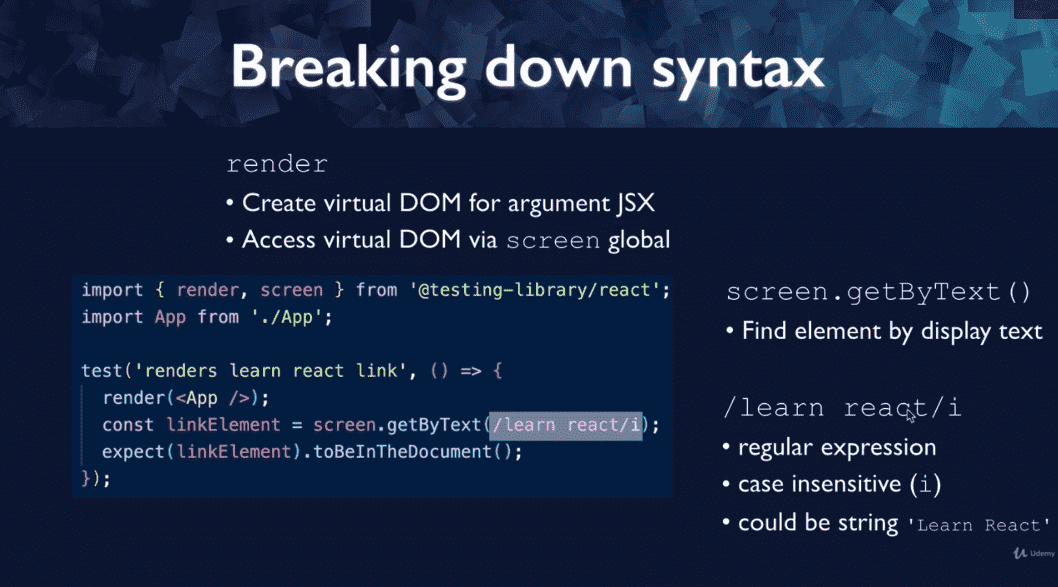 Breaking down syntax
render
• Create virtual DOM for argument JSX
• Access virtual DOM via screen global
import { render, screen } from '@testing-library/react';
import App from './App';
test('renders learn react link', () => {
render(<App />);
const linkElement = screen.getByText(/learn react/i);
expect(linkElement).toBeInTheDocument();
});
screen.getByText()
• Find element by display text
/learn react/i
• regular expression
• case insensitive (i)
• could be string 'Learn React'
Udemy